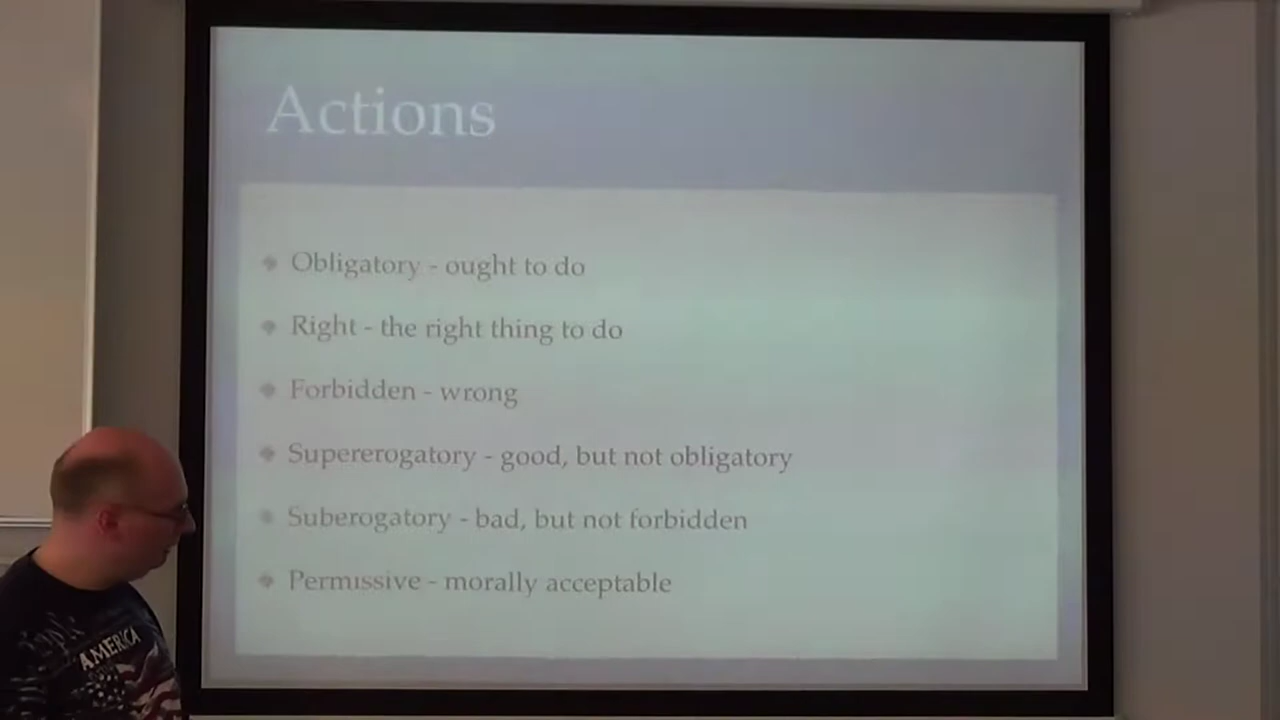 Actions
Obligatory - ought to do
Right - the right thing to do
Forbidden - wrong
Supererogatory - good, but not obligatory
Suberogatory - bad, but not forbidden
Permissive - morally acceptable
AMERICA